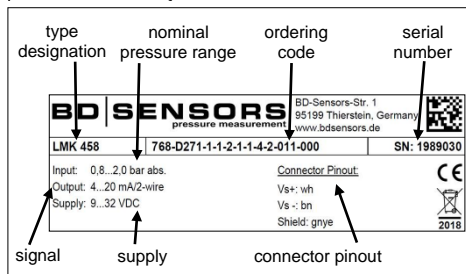 type designation
nominal pressure range
ordering code
serial number
BD SENSORS
pressure measurement
BD-Sensors-Str. 1
95199 Thierstein, Germany
www.bdsensors.de
LMK 458 768-D271-1-1-2-1-1-4-2-011-000 SN: 1989030
Input: 0,8...2,0 bar abs.
Output: 4...20 mA/2-wire
Supply: 9...32 VDC
Connector Pinout:
Vs+: wh
Vs -: bn
Shield: gnye
CE
2018
signal
supply
connector pinout